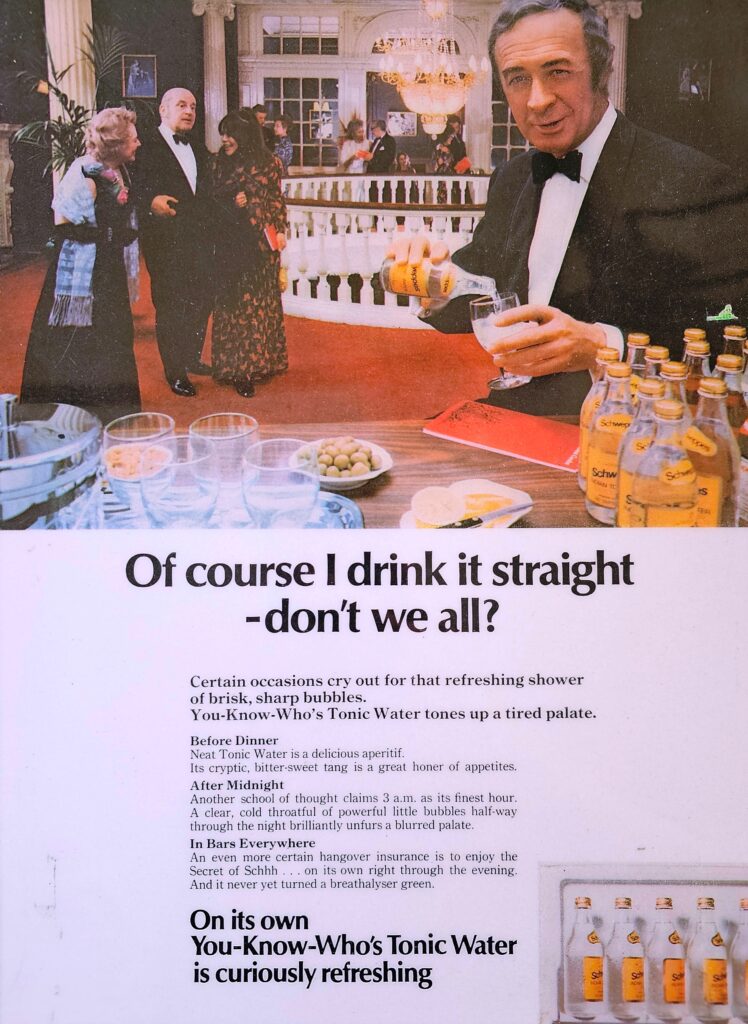 Schweppes
Schweppes
Schw
INDIAN TO
Of course I drink it straight
-don't we all?
Certain occasions cry out for that refreshing shower
of brisk, sharp bubbles.
You-Know-Who's Tonic Water tones up a tired palate.
Before Dinner
Neat Tonic Water is a delicious aperitif.
Its cryptic, bitter-sweet tang is a great honer of appetites.
After Midnight
Another school of thought claims 3 a.m. as its finest hour.
A clear, cold throatful of powerful little bubbles half-way
through the night brilliantly unfurs a blurred palate.
In Bars Everywhere
An even more certain hangover insurance is to enjoy the
Secret of Schhh . . . on its own right through the evening.
And it never yet turned a breathalyser green.
On its own
You-Know-Who's Tonic Water
is curiously refreshing